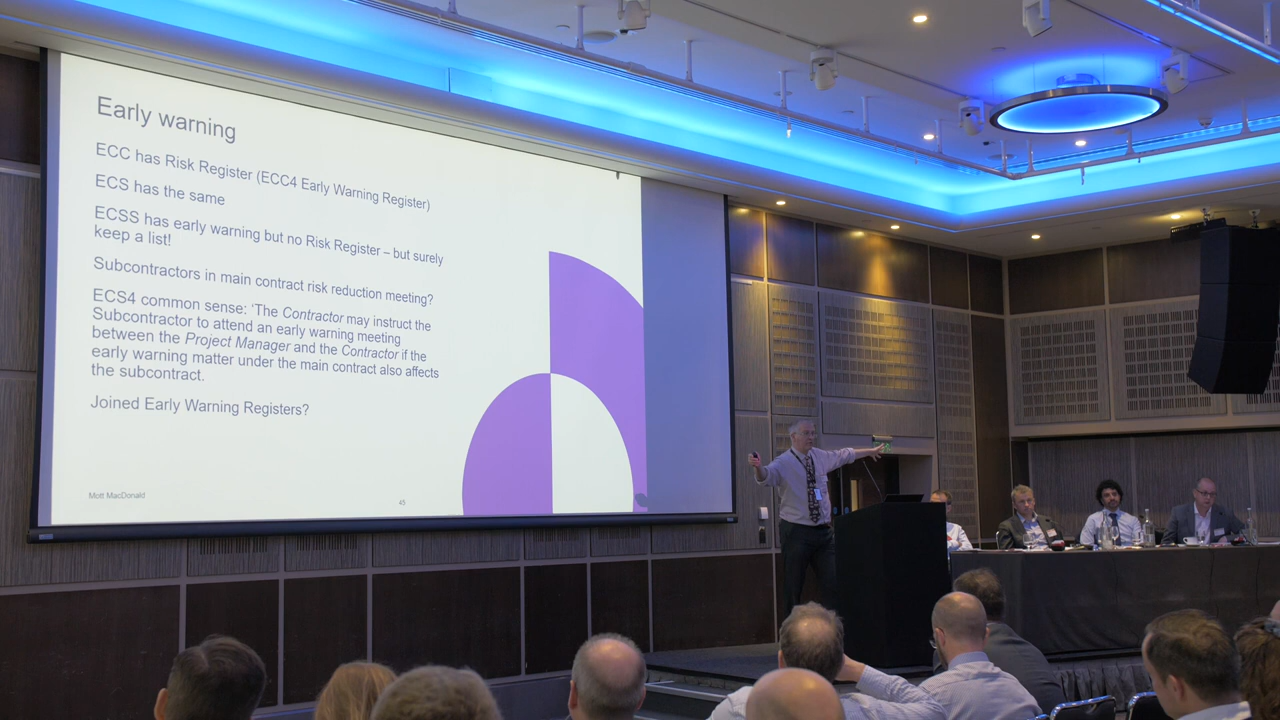 Early warning
ECC has Risk Register (ECC4 Early Warning Register)
ECS has the same
ECSS has early warning but no Risk Register – but surely
keep a list!
Subcontractors in main contract risk reduction meeting?
ECS4 common sense: ‘The Contractor may instruct the
Subcontractor to attend an early warning meeting
between the Project Manager and the Contractor if the
early warning matter under the main contract also affects
the subcontract.
Joined Early Warning Registers?
Mott MacDonald
45